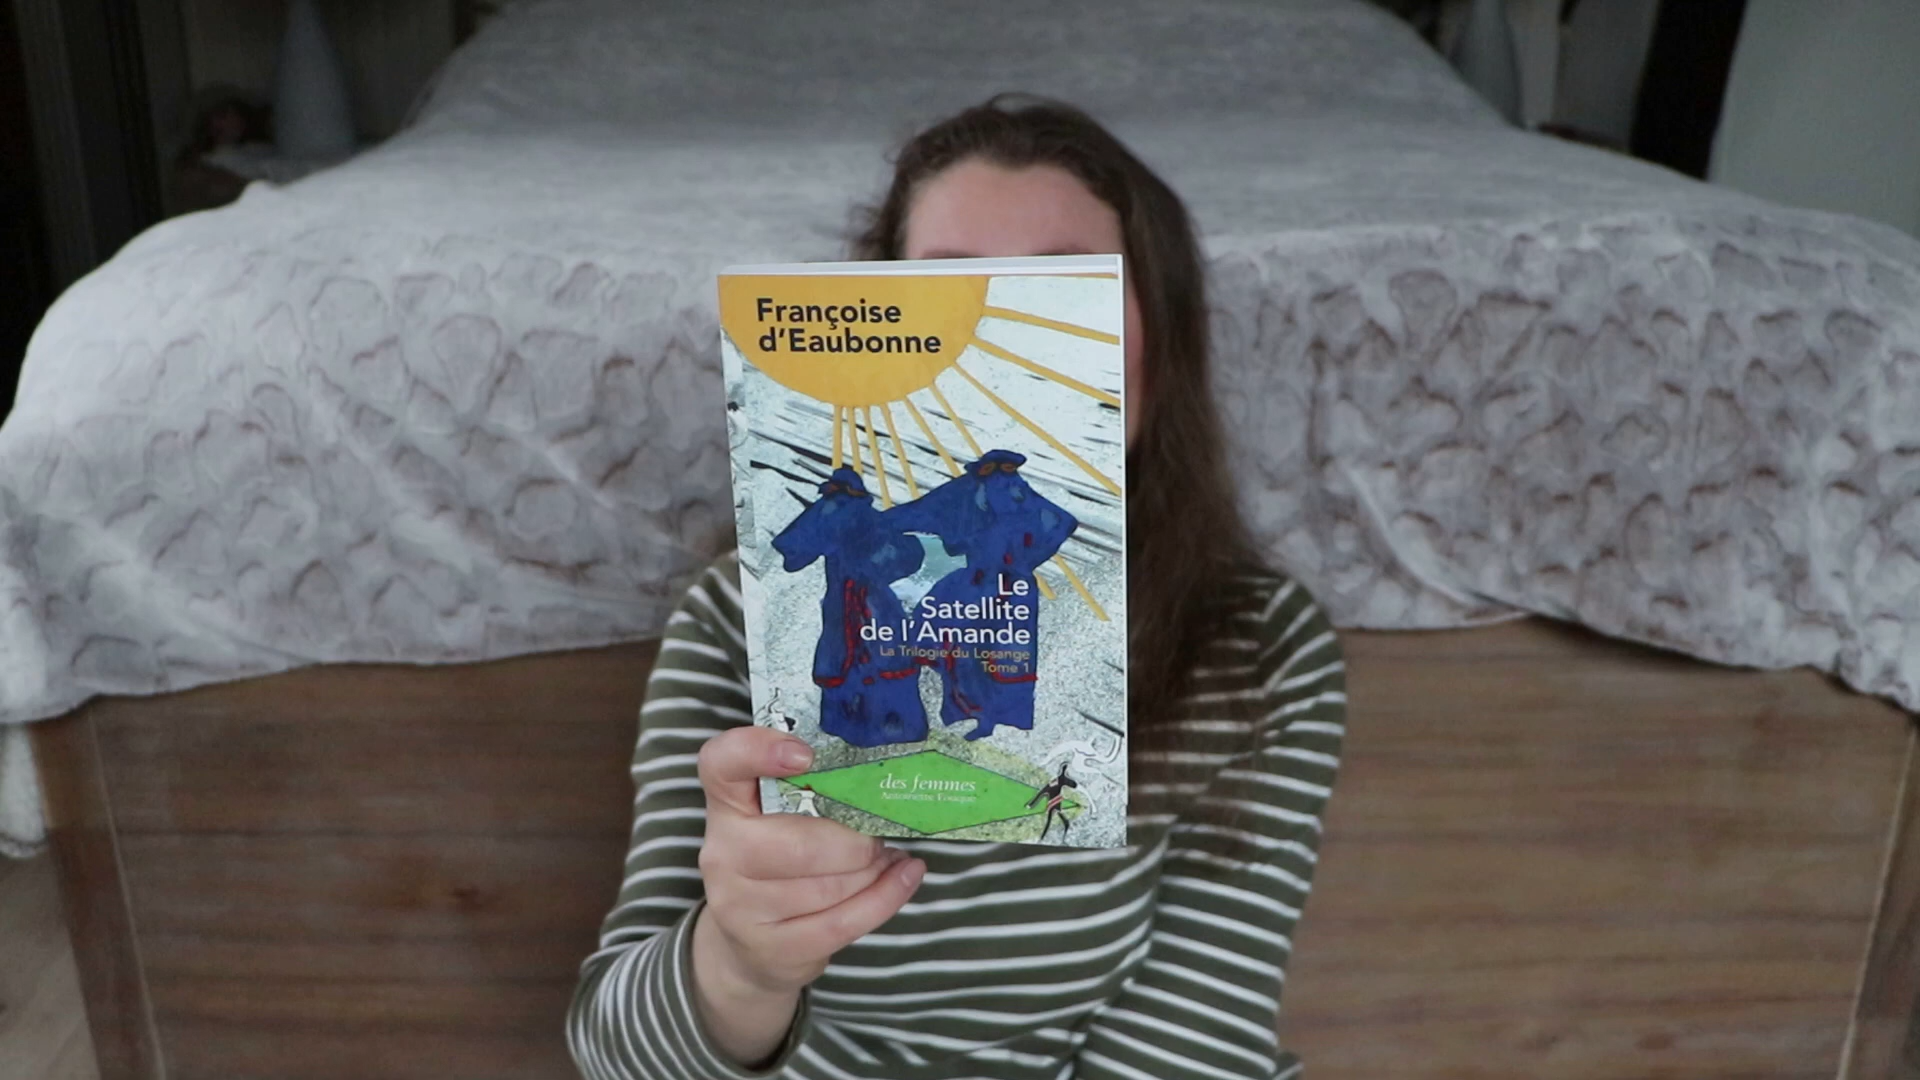 Françoise
d'Eaubonne
Le
Satellite
de l'Amande
La Trilogie du Losange
Tome 1
des femmes
Antoinette Fouque